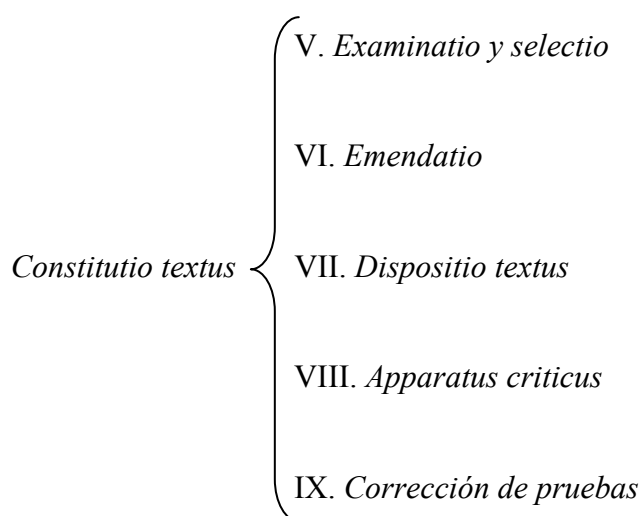 V. Examinatio y selectio
VI. Emendatio
Constitutio textus
VII. Dispositio textus
VIII. Apparatus criticus
IX. Corrección de pruebas